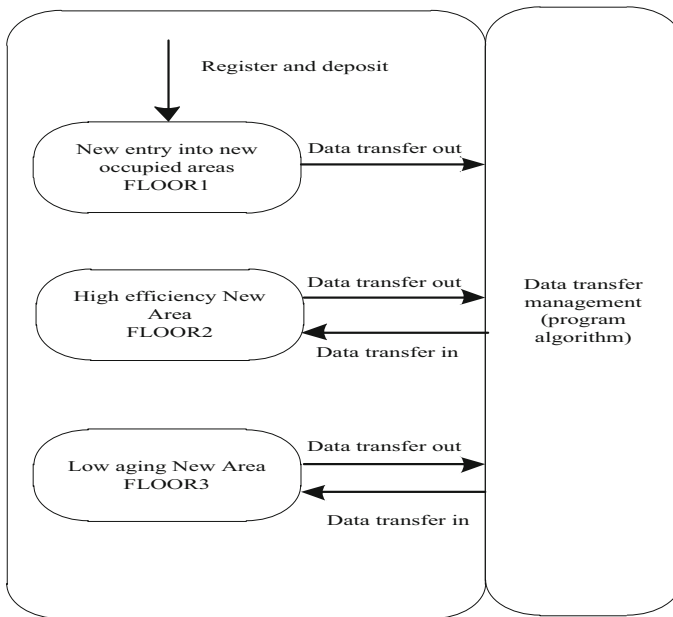 Register and deposit
New entry into new
occupied areas
FLOOR1
Data transfer out
High efficiency New
Area
FLOOR2
Data transfer out
Data transfer in
Data transfer
management
(program
algorithm)
Low aging New Area
FLOOR3
Data transfer out
Data transfer in